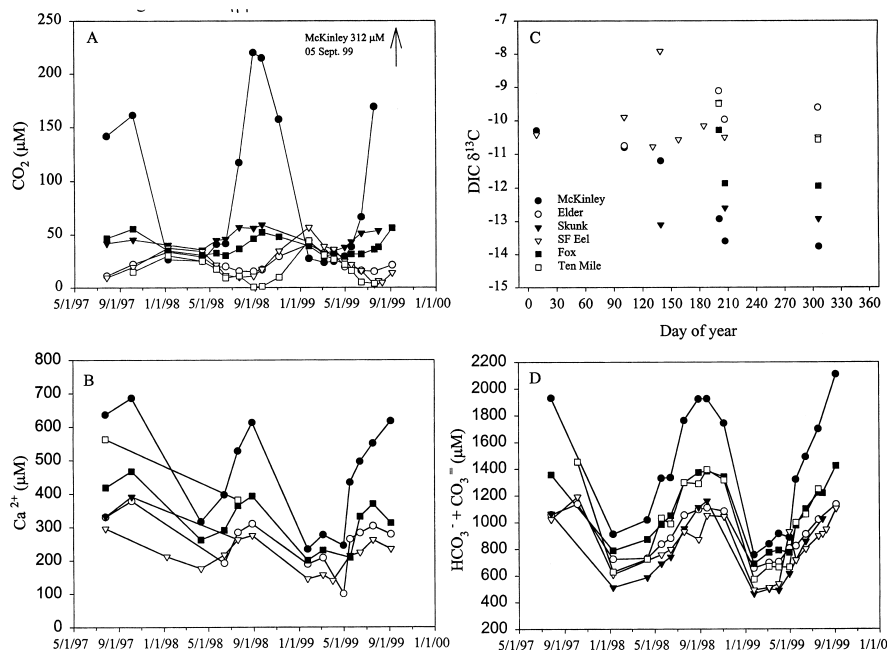 A
McKinley 312 µM
05 Sept. 99
250
200
150
100
50
0
CO2 (µM)
5/1/97 9/1/97 1/1/98 5/1/98 9/1/98 1/1/99 5/1/99 9/1/99 1/1/00
C
-7
-8
-9
-10
-11
-12
-13
-14
-15
DIC δ13C
McKinley
Elder
Skunk
SF Eel
Fox
Ten Mile
0 30 60 90 120 150 180 210 240 270 300 330 360
Day of year
B
800
700
600
500
400
300
200
100
0
Ca 2+ (µM)
5/1/97 9/1/97 1/1/98 5/1/98 9/1/98 1/1/99 5/1/99 9/1/99 1/1/00
D
2200
2000
1800
1600
1400
1200
1000
800
600
400
200
HCO3- + CO3= (µM)
5/1/97 9/1/97 1/1/98 5/1/98 9/1/98 1/1/99 5/1/99 9/1/99